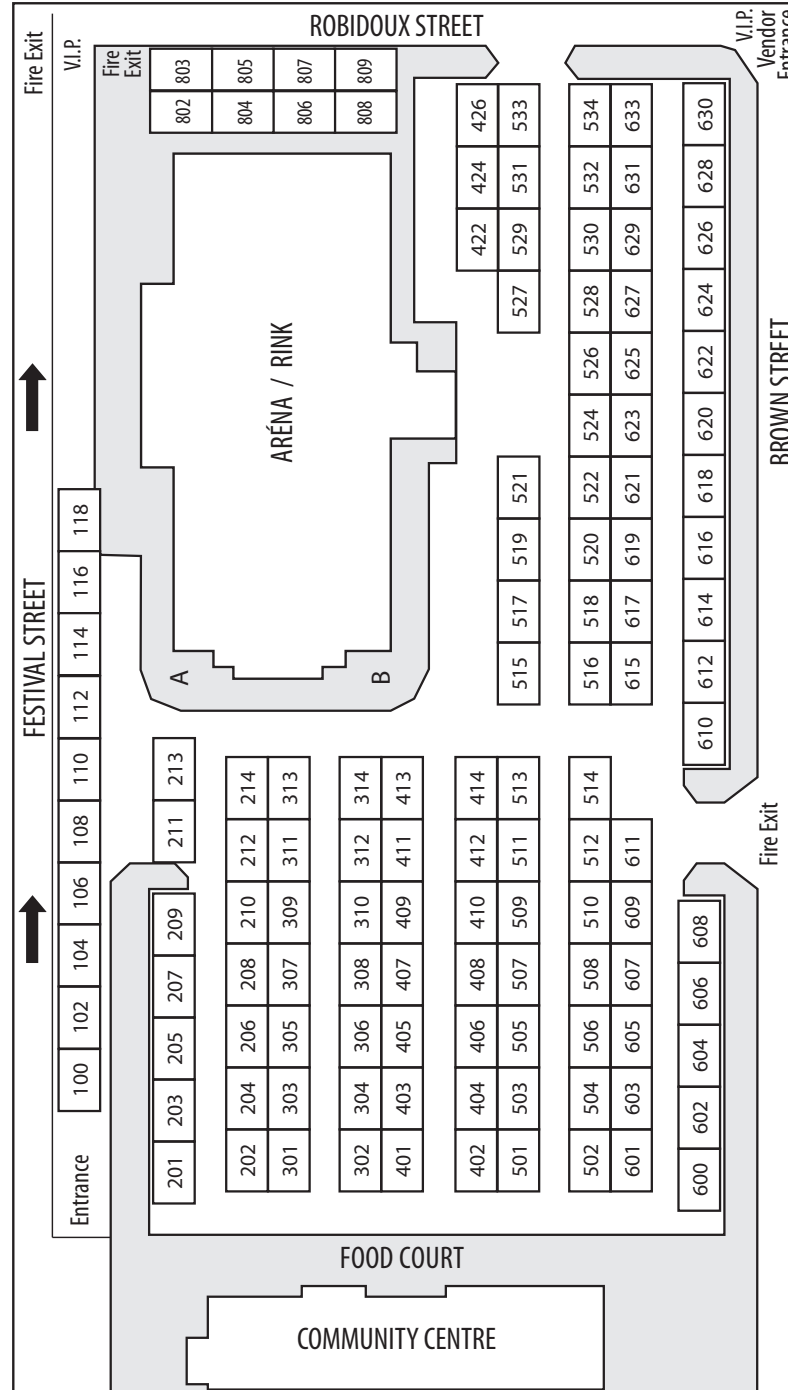 ROBIDOUX STREET
Fire Exit
V.I.P.
Fire
Exit
V.I.P.
Vendor
Entrance
803 805 807 809
802 804 806 808
426 533 534 633 630
424 531 532 631 628
422 529 530 629 626
527 528 627 624
526 625 622
524 623 620
521 522 621 618
519 520 619 616
517 518 617 614
515 516 615 612
610
ARÉNA / RINK
A
B
BROWN STREET
FESTIVAL STREET
118
116
114
112
110
108
106
104
102
100
Entrance
213
211
209
207
205
203
201
214 313 314 413 414 513 514
212 311 312 411 412 511 512 611
210 309 310 409 410 509 510 609
208 307 308 407 408 507 508 607
206 305 306 405 406 505 506 605
204 303 304 403 404 503 504 603
202 301 302 401 402 501 502 601
Fire Exit
608
606
604
602
600
FOOD COURT
COMMUNITY CENTRE